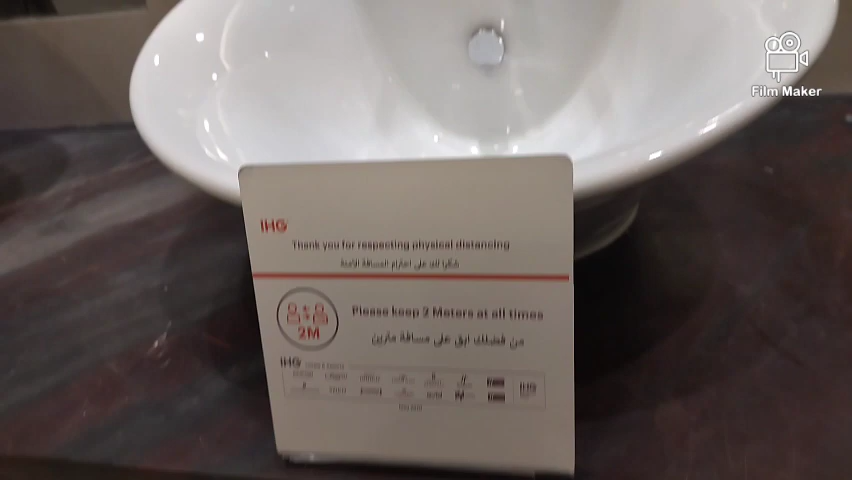 Film Maker
IHG
Thank you for respecting physical distancing
شكرا لك على احترام المسافة الآمنة
Please keep 2 Meters at all times
من فضلك ابق على مسافة مترين
2M
IHG
IHG